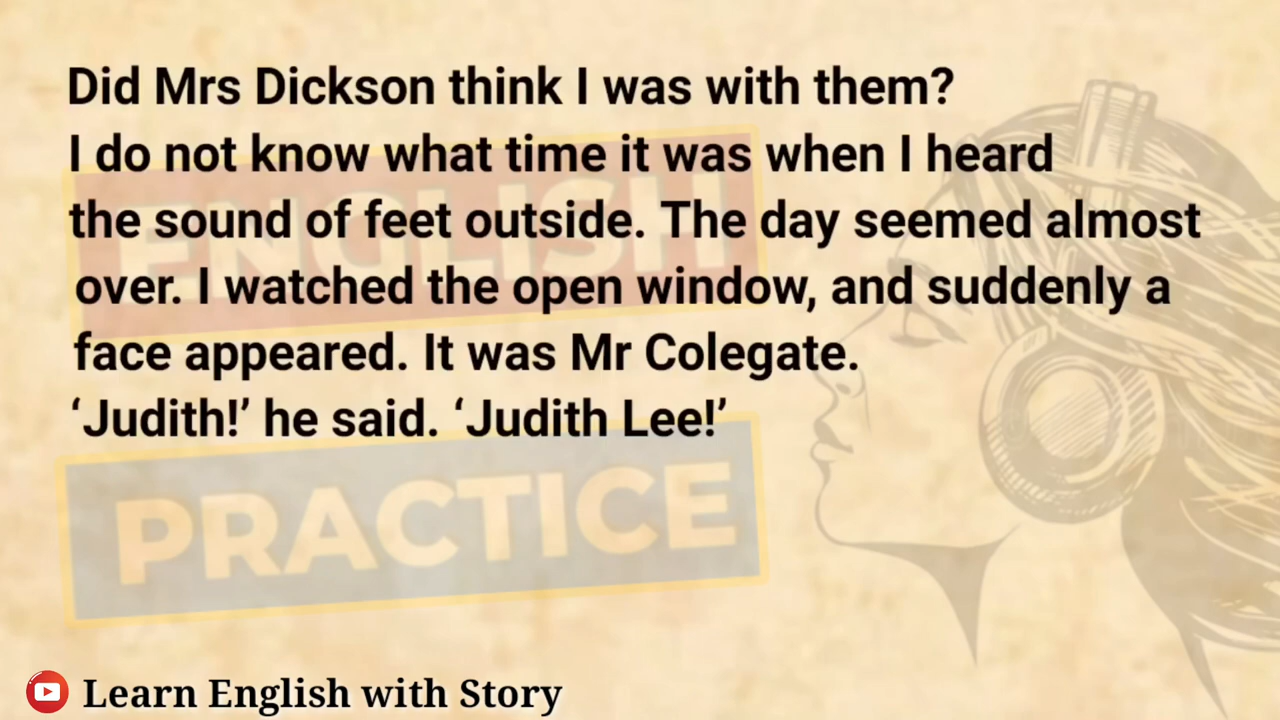 Did Mrs Dickson think I was with them?
I do not know what time it was when I heard
the sound of feet outside. The day seemed almost
over. I watched the open window, and suddenly a
face appeared. It was Mr Colegate.
‘Judith!’ he said. ‘Judith Lee!’
ENGLISH
PRACTICE
Learn English with Story